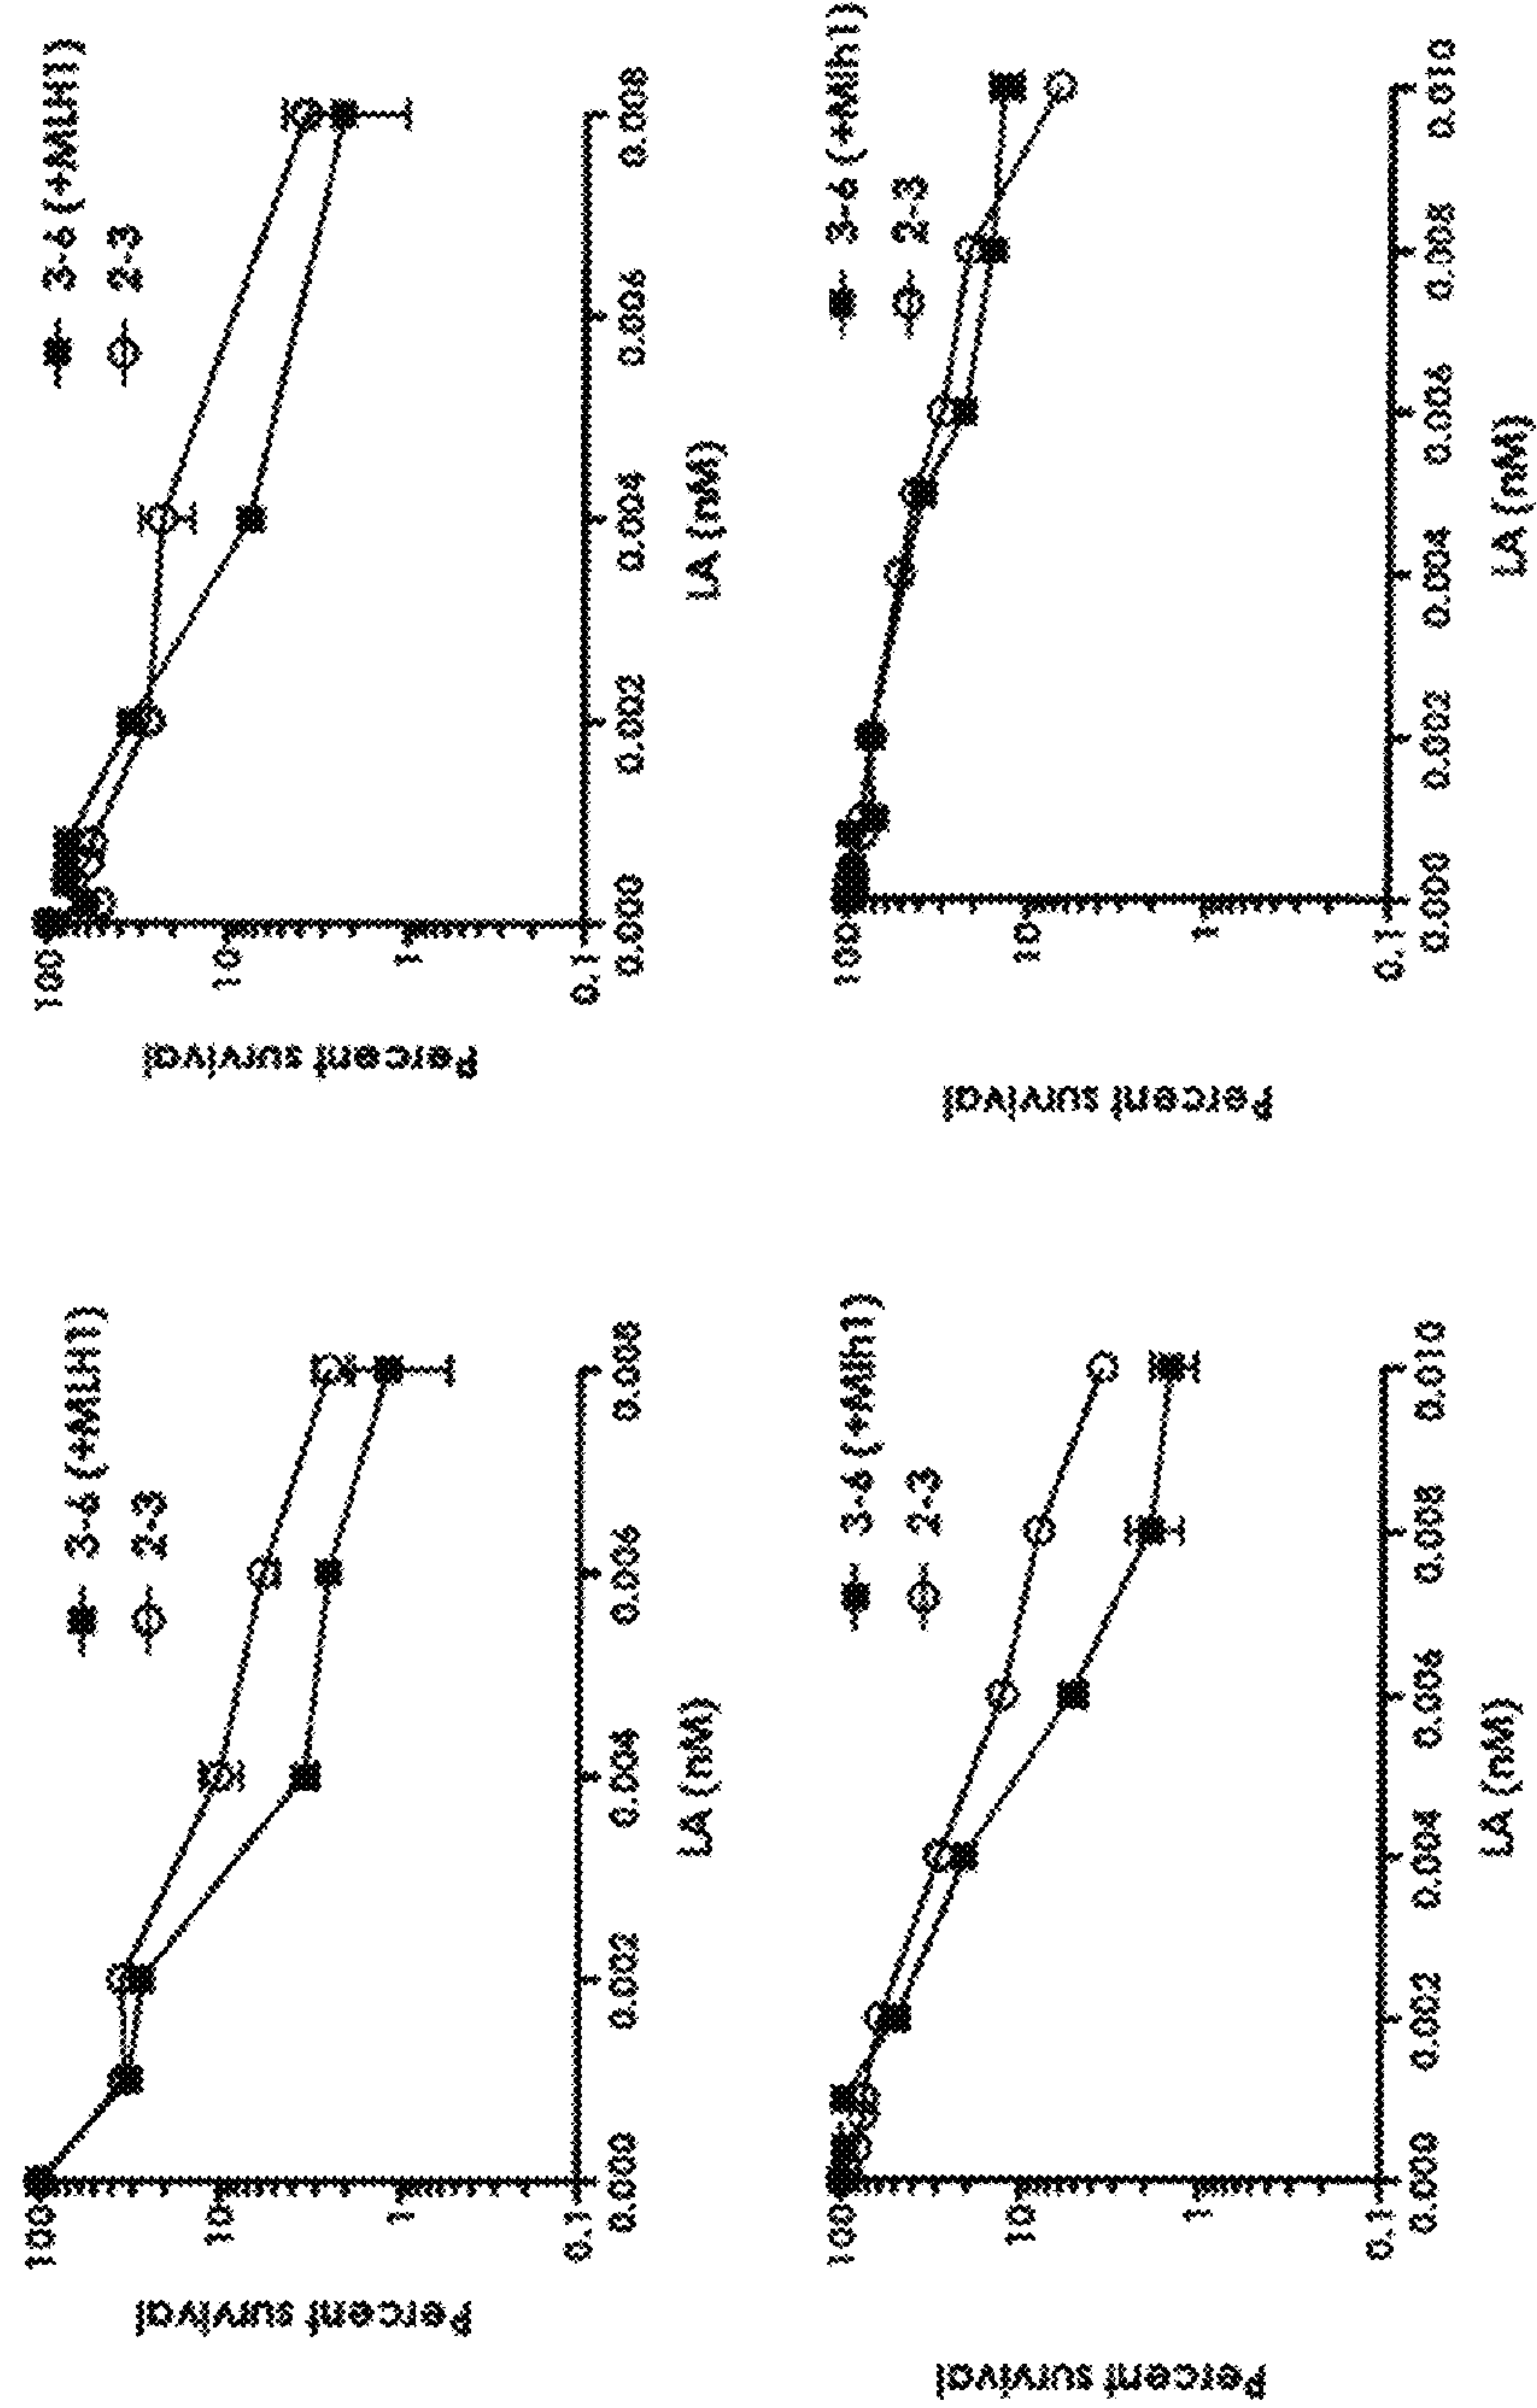 3-6 (+MLH1)
2-3
Percent survival
100
10
1
0.1
0.000 0.002 0.004 0.006 0.008
LA (nM)
3-6 (+MLH1)
2-3
Percent survival
100
10
1
0.1
0.000 0.002 0.004 0.006 0.008
LA (nM)
3-6 (+Mlh1)
2-3
Percent survival
100
10
1
0.1
0.000 0.002 0.004 0.006 0.008 0.010
LA (nM)
3-6 (+Mlh1)
2-3
Percent survival
100
10
1
0.1
0.000 0.002 0.004 0.006 0.008 0.010
LA (nM)